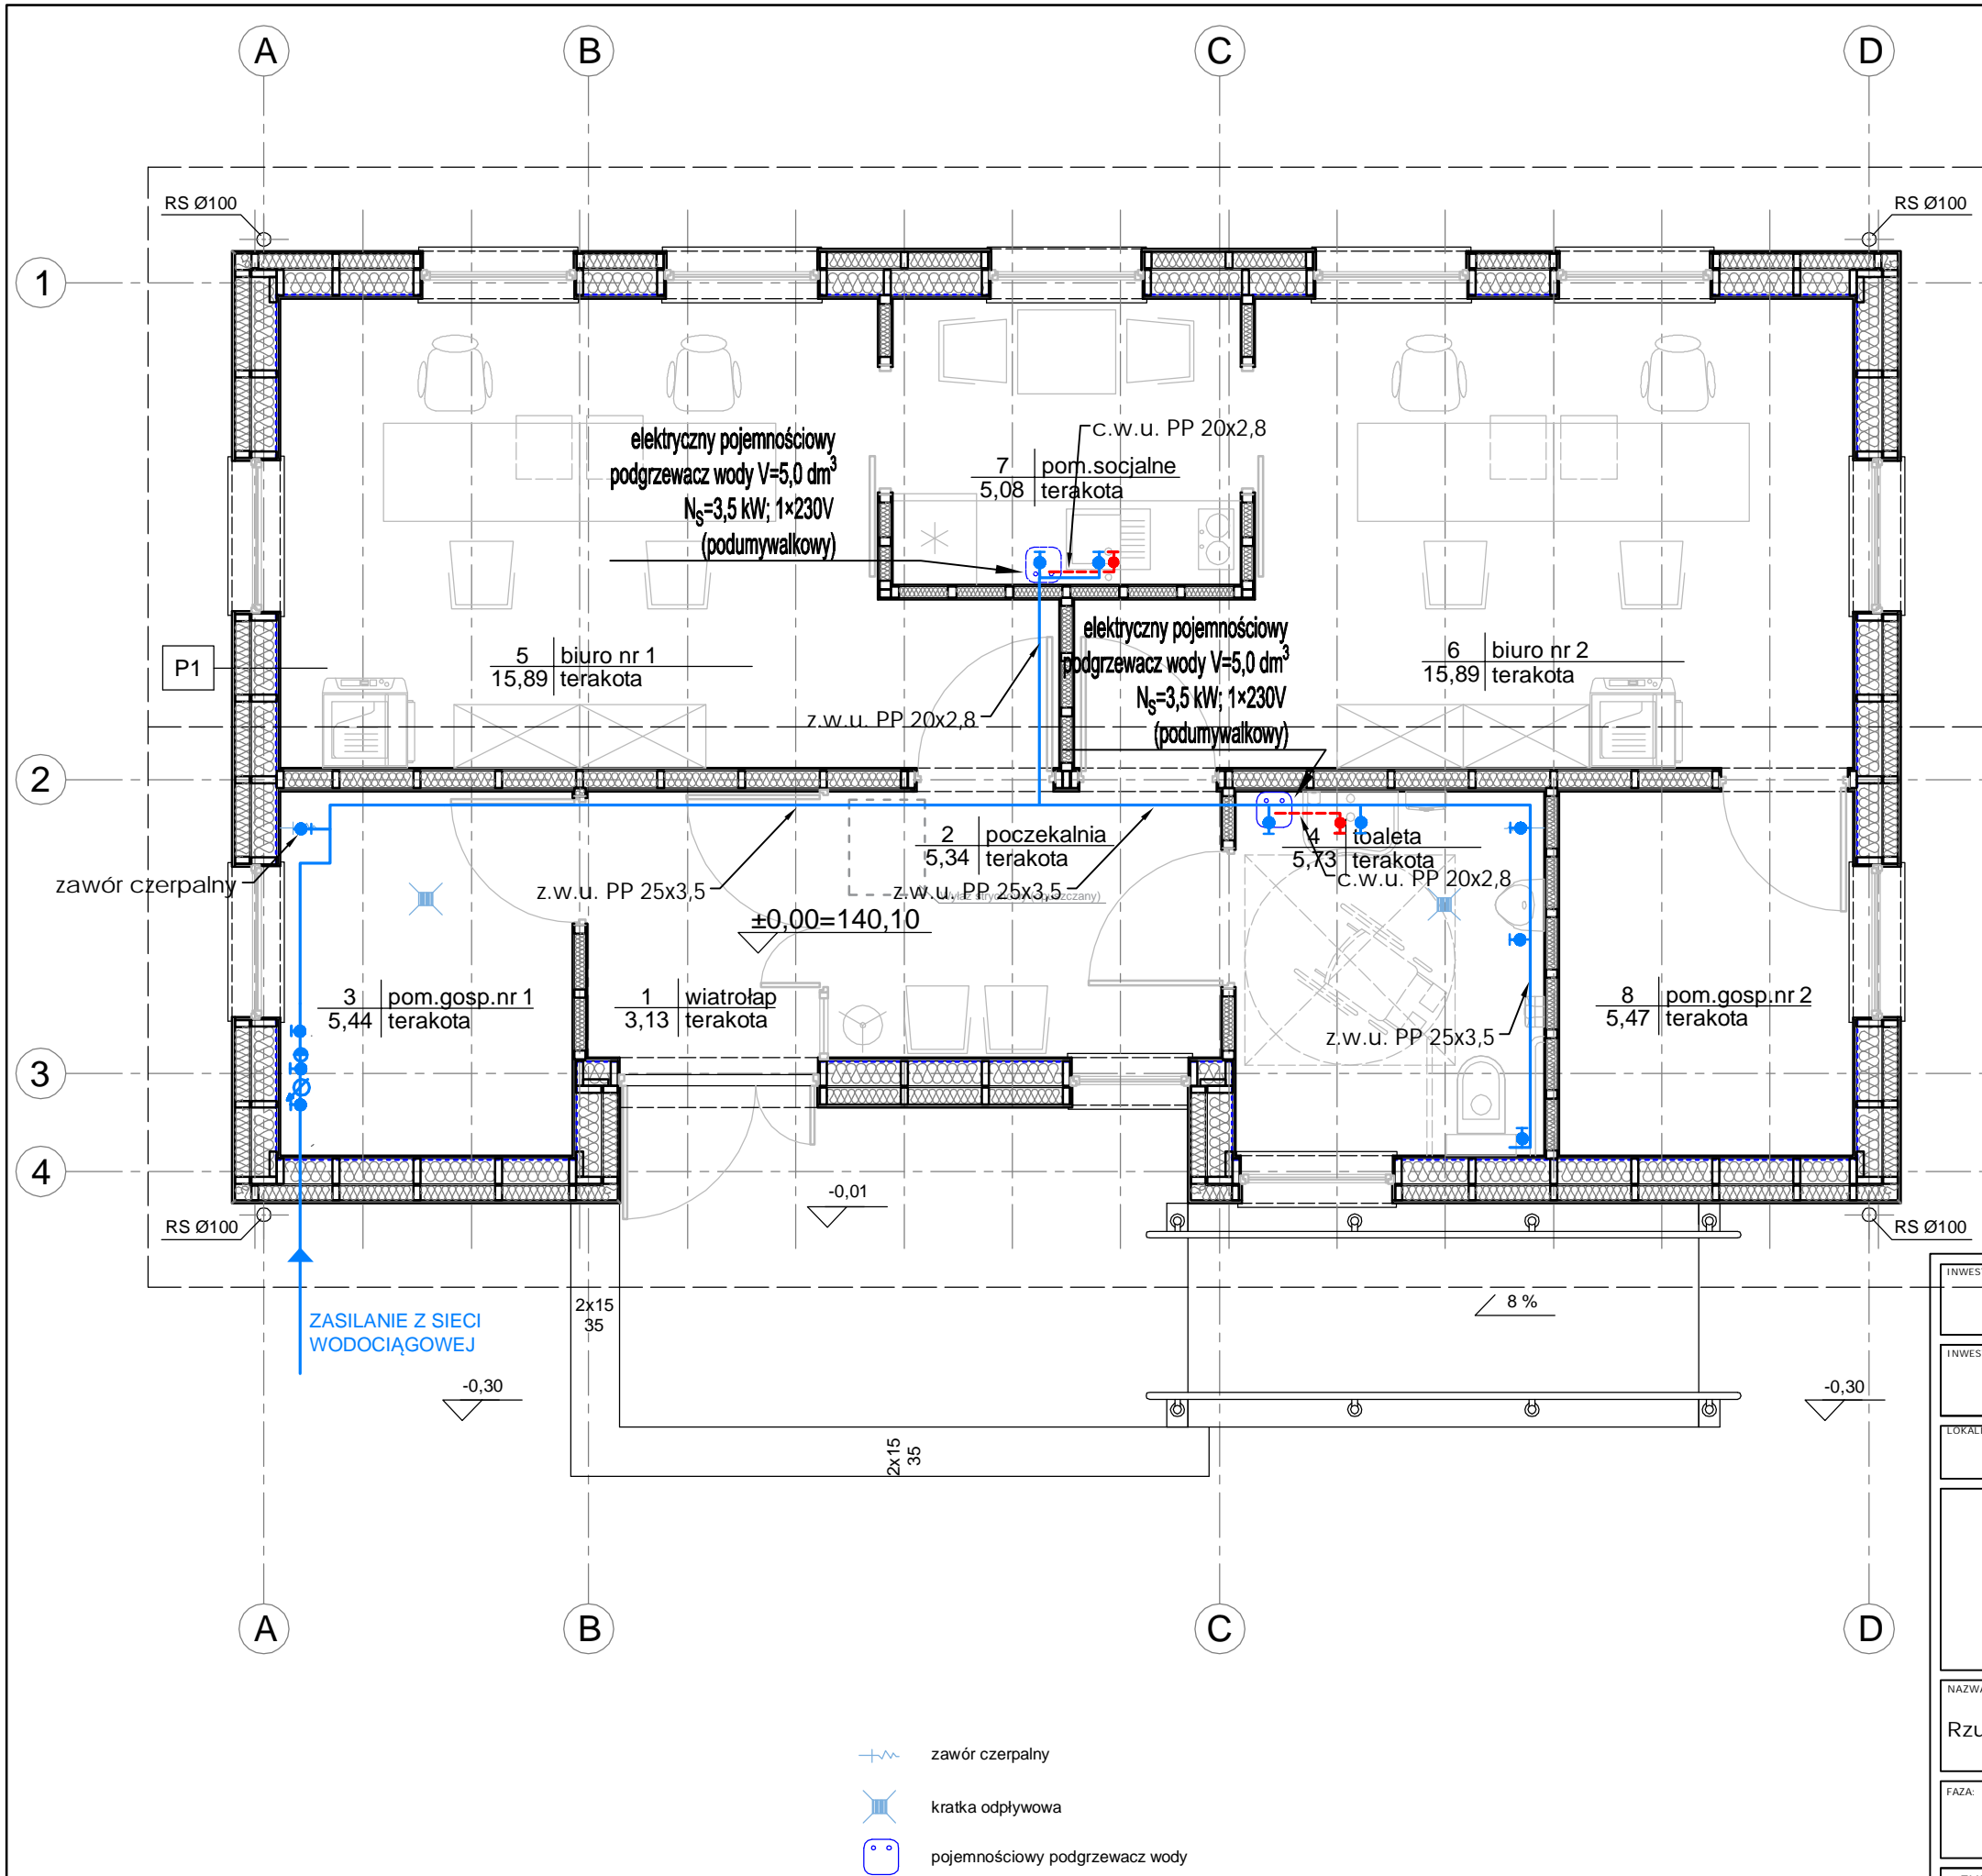 A
B
C
D
RS Ø100
RS Ø100
1
elektryczny pojemnościowy
podgrzewacz wody V=5,0 dm³
Ns=3,5 kW; 1×230V
(podumywalkowy)
c.w.u. PP 20x2,8
7 pom.socjalne
5,08 terakota
P1
5 biuro nr 1
15,89 terakota
elektryczny pojemnościowy
podgrzewacz wody V=5,0 dm³
Ns=3,5 kW; 1×230V
(podumywalkowy)
6 biuro nr 2
15,89 terakota
z.w.u. PP 20x2,8
2
2 poczekalnia
5,34 terakota
4 toaleta
5,73 terakota
zawór czerpalny
z.w.u. PP 25x3,5
z.w.u. PP 25x3,5
c.w.u. PP 20x2,8
±0,00=140,10
3 pom.gosp.nr 1
5,44 terakota
1 wiatrołap
3,13 terakota
8 pom.gosp.nr 2
5,47 terakota
z.w.u. PP 25x3,5
3
4
-0,01
RS Ø100
RS Ø100
ZASILANIE Z SIECI
WODOCIĄGOWEJ
2x15
35
8 %
-0,30
-0,30
2x15
35
INWES
INWES
LOKALI
A
B
C
D
NAZWA
Rzu
FAZA:
zawór czerpalny
kratka odpływowa
pojemnościowy podgrzewacz wody